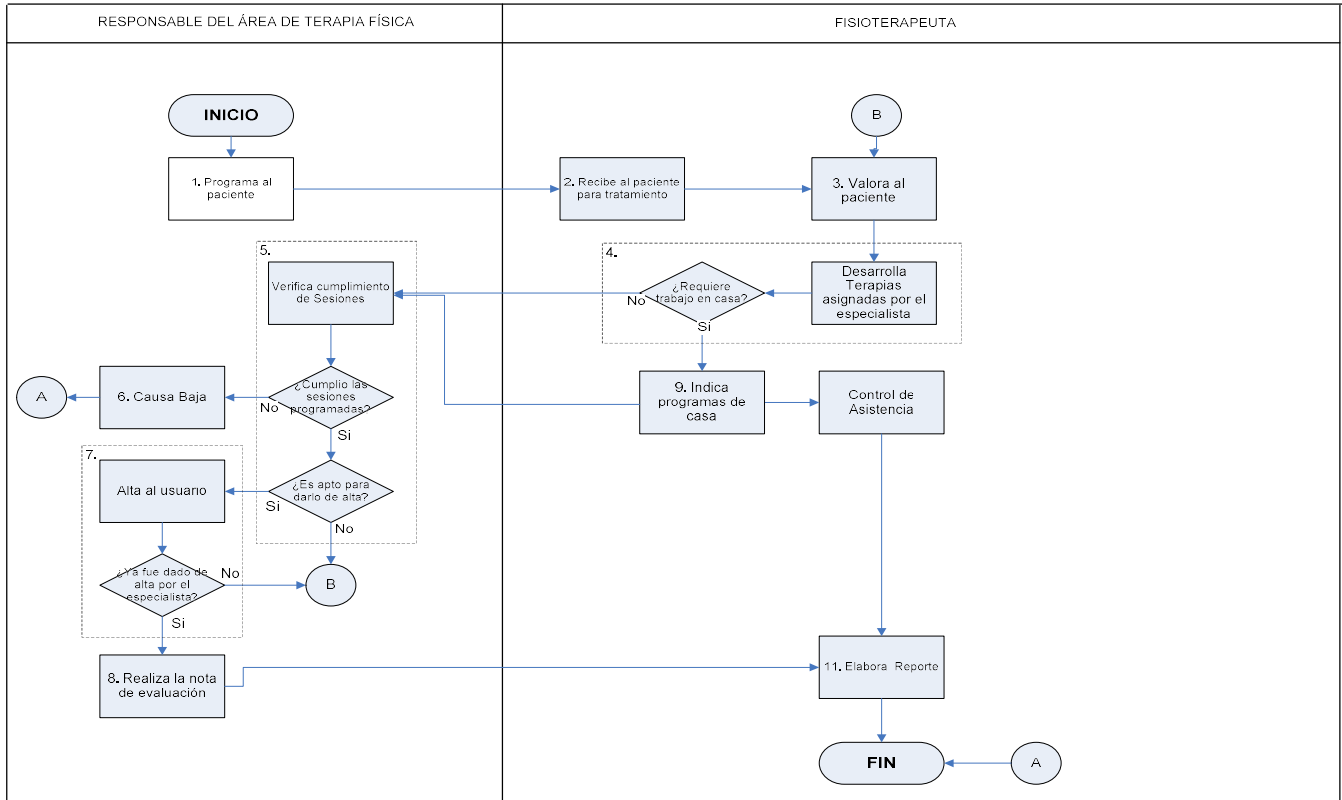 RESPONSABLE DEL ÁREA DE TERAPIA FÍSICA
FISIOTERAPEUTA
INICIO
B
1. Programa al
paciente
2. Recibe al paciente
para tratamiento
3. Valora al
paciente
5.
Verifica cumplimiento
de Sesiones
4.
¿Requiere
trabajo en casa?
No
Si
Desarrolla
Terapias
asignadas por el
especialista
A
6. Causa Baja
¿Cumplio las
sesiones
programadas?
No
Si
9. Indica
programas de
casa
Control de
Asistencia
7.
Alta al usuario
¿Es apto para
darlo de alta?
Si
No
¿Ya fue dado de
alta por el
especialista?
No
Si
B
8. Realiza la nota
de evaluación
11. Elabora Reporte
FIN
A